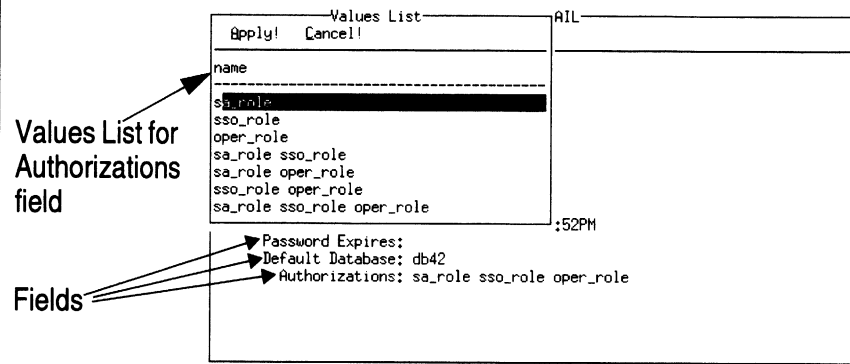 Values List
AIL
Apply! Cancel!
name
sa_role
sso_role
oper_role
sa_role sso_role
sa_role oper_role
sso_role oper_role
sa_role sso_role oper_role
Values List for
Authorizations
field
:52PM
Password Expires:
Default Database: db42
Authorizations: sa_role sso_role oper_role
Fields